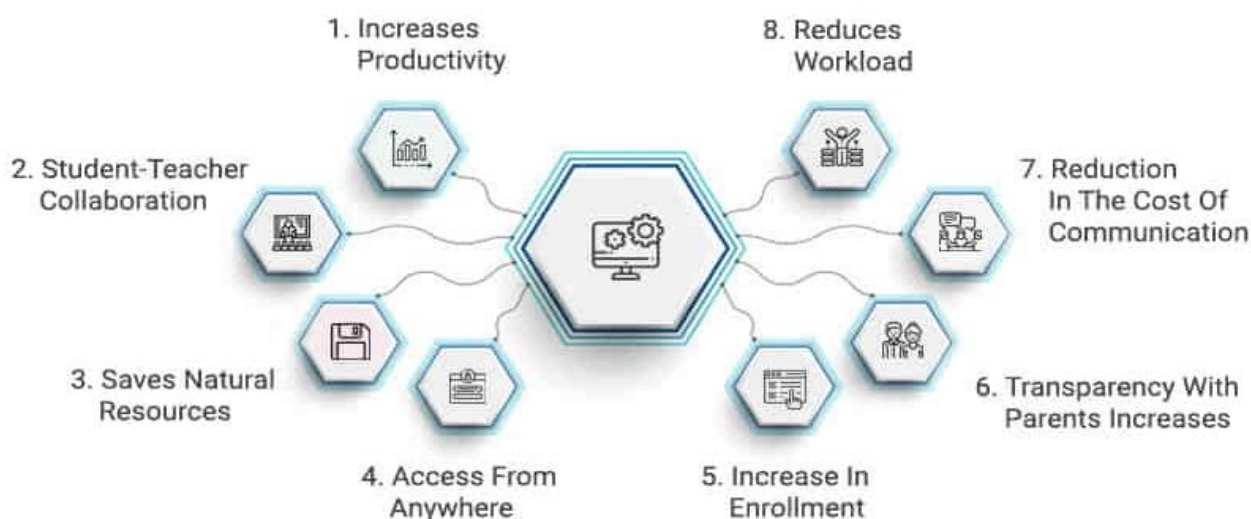 1. Increases
Productivity
2. Student-Teacher
Collaboration
3. Saves Natural
Resources
4. Access From
Anywhere
5. Increase In
Enrollment
6. Transparency With
Parents Increases
7. Reduction
In The Cost Of
Communication
8. Reduces
Workload